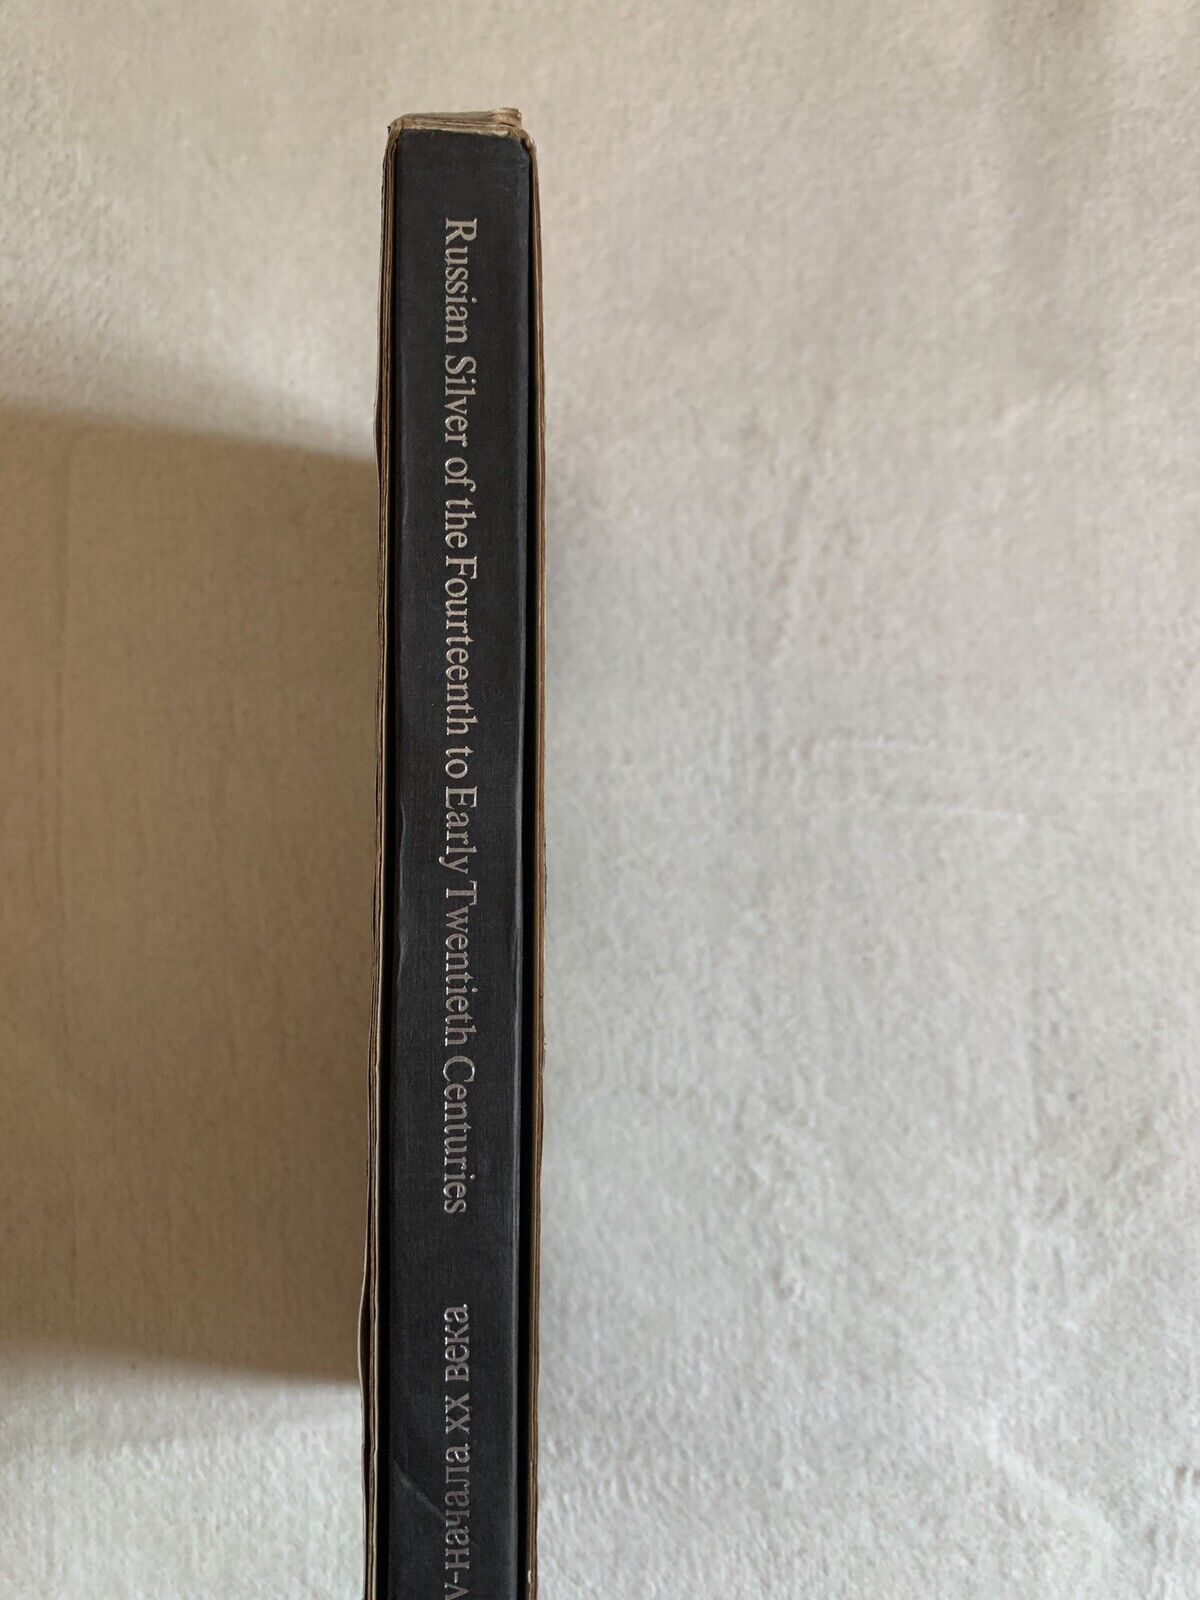 Russian Silver of the Fourteenth to Early Twentieth Centuries
V-начала XX века